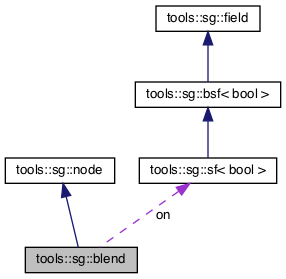 tools::sg::field
tools::sg::bsf< bool >
tools::sg::node
tools::sg::sf< bool >
on
tools::sg::blend